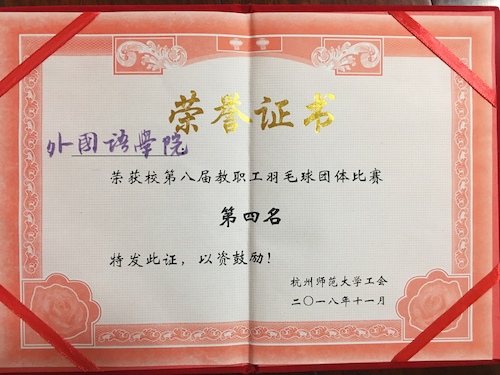 荣誉证书
外國语學院
荣获校第八届教职工羽毛球团体比赛
第四名
特发此证，以资鼓励！
杭州师范大学工会
二〇一八年十一月